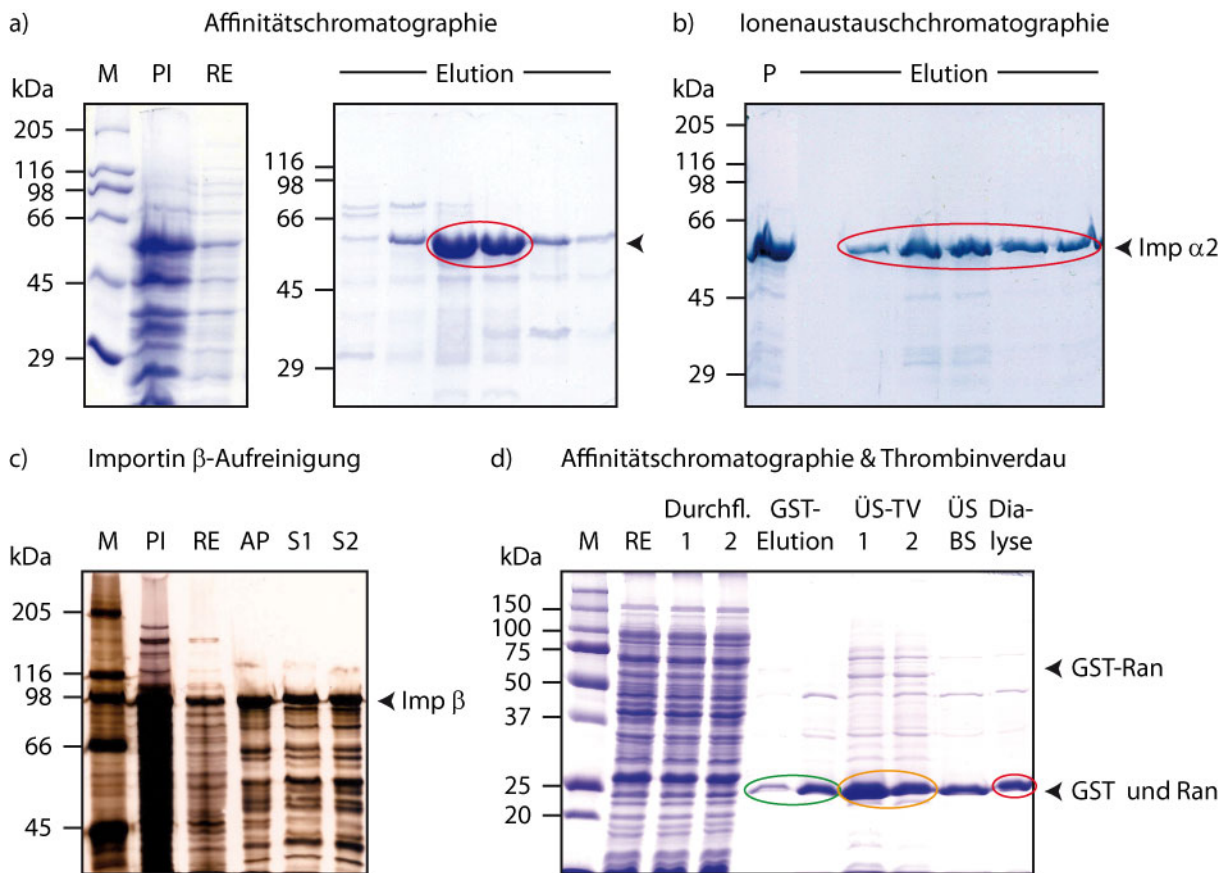 a) Affinitätschromatographie
M PI RE Elution
kDa
205
116
98
66
45
29
116
98
66
45
29
b) Ionenaustauschchromatographie
P Elution
kDa
205
116
98
66
45
29
Imp α2
c) Importin β-Aufreinigung
M PI RE AP S1 S2
kDa
205
116
98
66
45
Imp β
d) Affinitätschromatographie & Thrombinverdau
Durchfl. GST- ÜS-TV ÜS Dia-
M RE 1 2 Elution 1 2 BS lyse
kDa
150
100
75
50
37
25
20
GST-Ran
GST und Ran